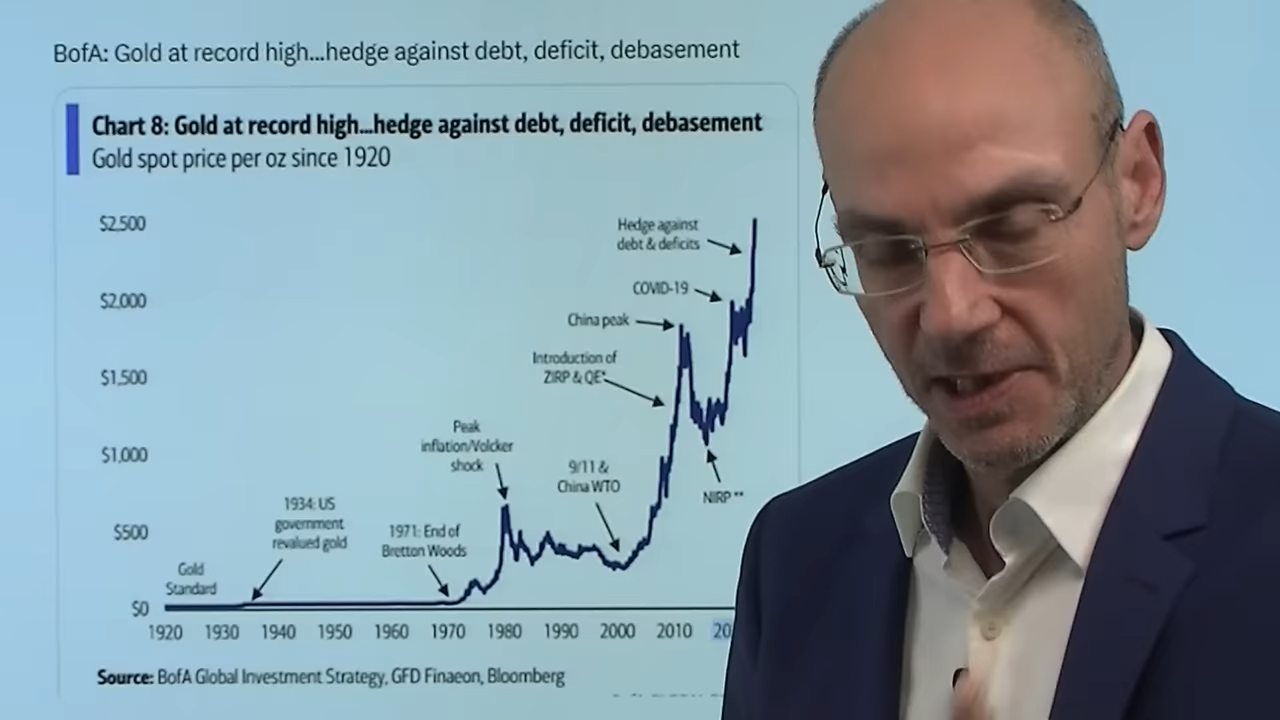 BofA: Gold at record high...hedge against debt, deficit, debasement
Chart 8: Gold at record high...hedge against debt, deficit, debasement
Gold spot price per oz since 1920
$2,500
$2,000
$1,500
$1,000
$500
$0
Hedge against
debt & deficits
COVID-19
China peak
Introduction of
ZIRP & QE*
Peak
inflation/Volcker
shock
9/11 &
China WTO
NIRP **
1934: US
government
revalued gold
1971: End of
Bretton Woods
Gold
Standard
1920 1930 1940 1950 1960 1970 1980 1990 2000 2010 20
Source: BofA Global Investment Strategy, GFD Finaeon, Bloomberg